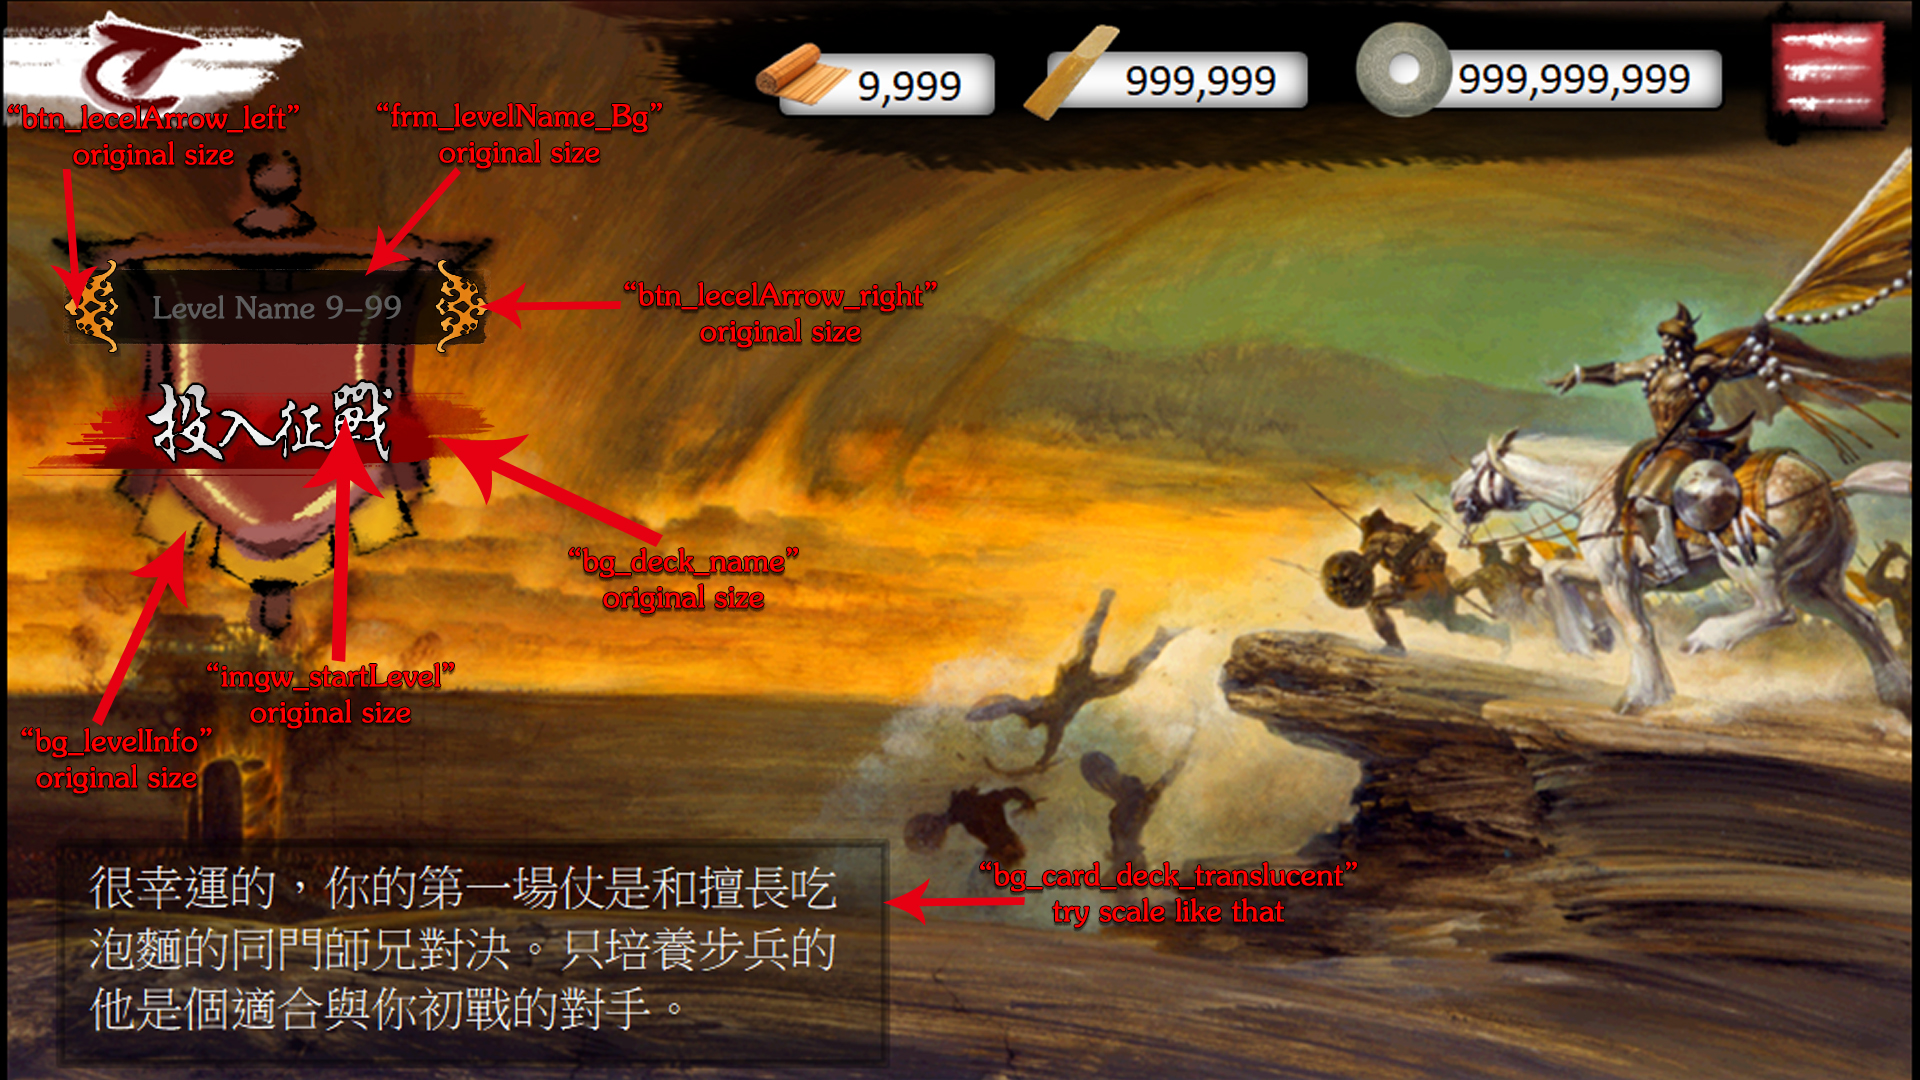 9,999
999,999
999,999,999
“btn_lecelArrow_left”
original size
“frm_levelName_Bg”
original size
“btn_lecelArrow_right”
original size
Level Name 9-99
投入征戰
“bg_deck_name”
original size
“imgw_startLevel”
original size
“bg_levelInfo”
original size
“bg_card_deck_translucent”
try scale like that
很幸運的，你的第一場仗是和擅長吃
泡麵的同門師兄對決。只培養步兵的
他是個適合與你初戰的對手。